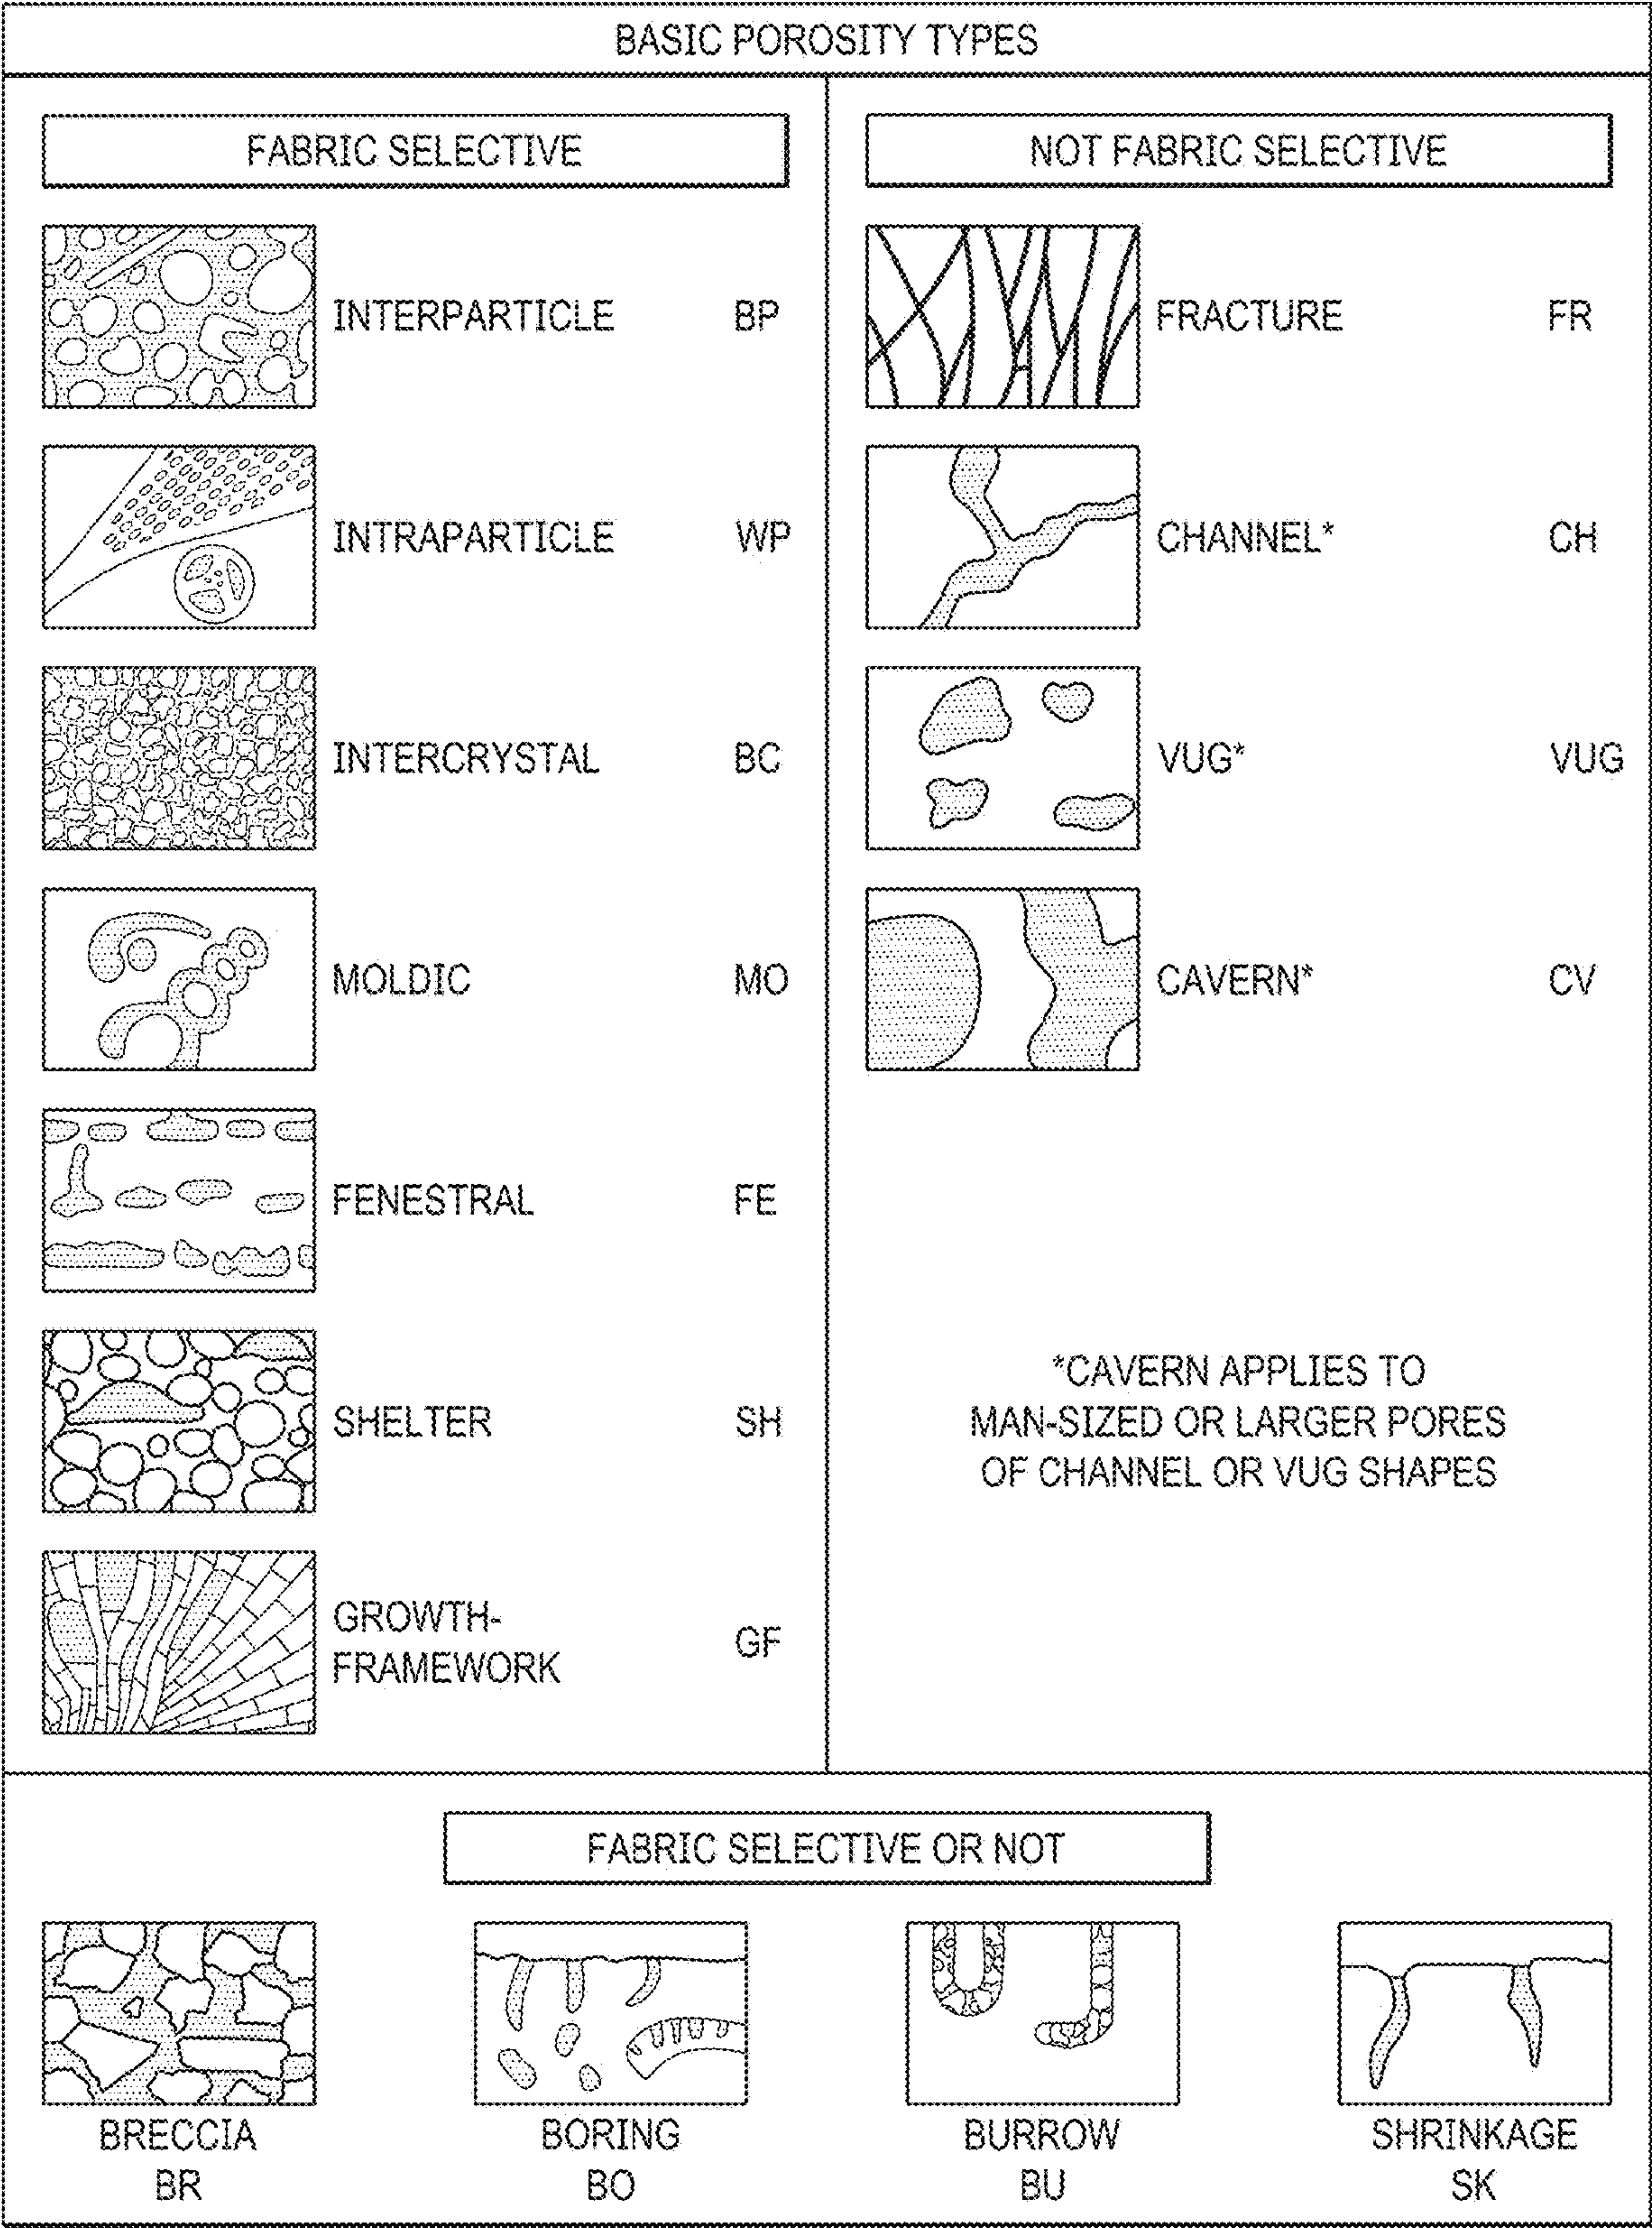 BASIC POROSITY TYPES
FABRIC SELECTIVE
INTERPARTICLE BP
INTRAPARTICLE WP
INTERCRYSTAL BC
MOLDIC MO
FENESTRAL FE
SHELTER SH
GROWTH-
FRAMEWORK
GF
NOT FABRIC SELECTIVE
FRACTURE FR
CHANNEL* CH
VUG* VUG
CAVERN* CV
*CAVERN APPLIES TO
MAN-SIZED OR LARGER PORES
OF CHANNEL OR VUG SHAPES
FABRIC SELECTIVE OR NOT
BRECCIA
BR
BORING
BO
BURROW
BU
SHRINKAGE
SK